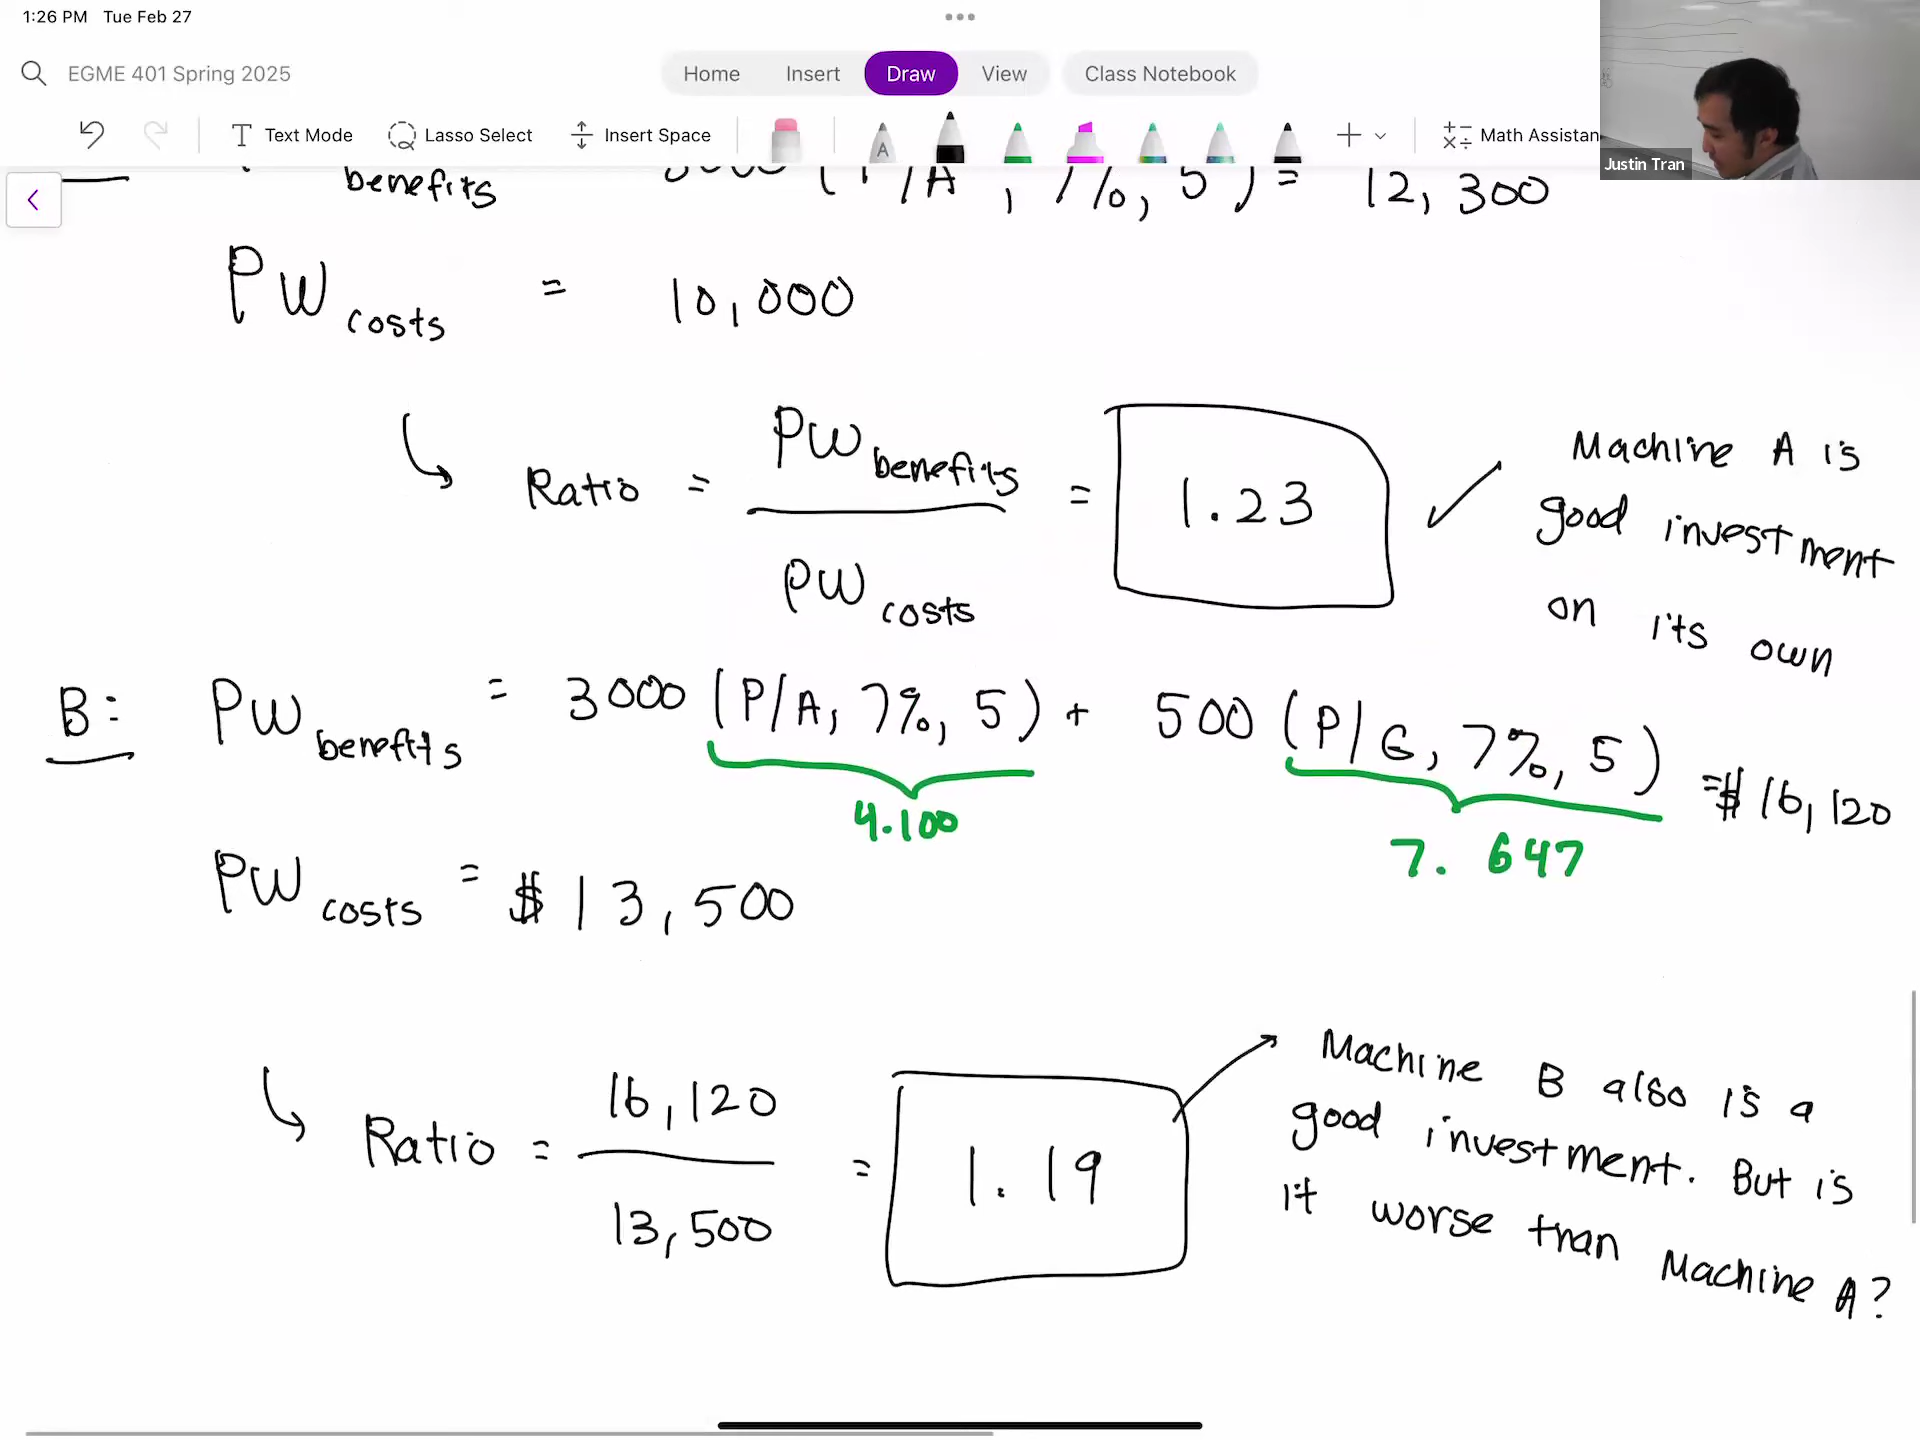 1:26 PM Tue Feb 27
EGME 401 Spring 2025
Home Insert Draw View Class Notebook
Text Mode Lasso Select Insert Space A Math Assistan
Justin Tran
benefits (P/A, 7%, 5) = 12,300
PW costs = 10,000
Ratio = PW benefits / PW costs = 1.23
Machine A is
good investment
on its own
B: PW benefits = 3000 (P/A, 7%, 5) + 500 (P/G, 7%, 5) = $16,120
4.100 7.647
PW costs = $13,500
Ratio = 16,120 / 13,500 = 1.19
Machine B also is a
good investment. But is
it worse than Machine A?